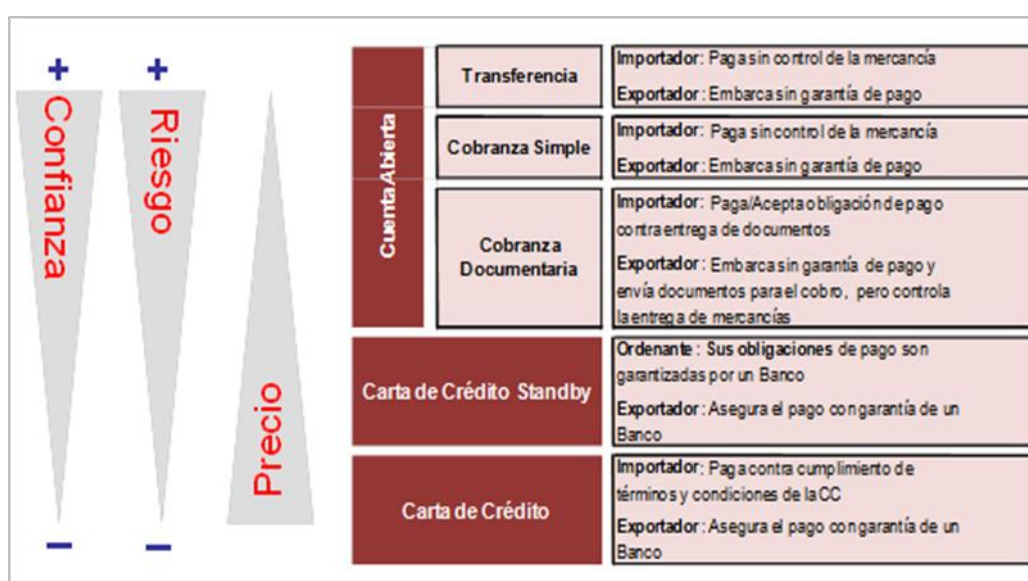 +
+
Confianza
Riesgo
Precio
−
−
Cuenta Abierta
Transferencia
Importador: Paga sin control de la mercancía
Exportador: Embarca sin garantía de pago
Cobranza Simple
Importador: Paga sin control de la mercancía
Exportador: Embarca sin garantía de pago
Cobranza
Documentaria
Importador: Paga/Acepta obligación de pago
contra entrega de documentos
Exportador: Embarca sin garantía de pago y
envía documentos para el cobro, pero controla
la entrega de mercancías
Carta de Crédito Standby
Ordenante: Sus obligaciones de pago son
garantizadas por un Banco
Exportador: Asegura el pago con garantía de un
Banco
Carta de Crédito
Importador: Paga contra cumplimiento de
términos y condiciones de la CC
Exportador: Asegura el pago con garantía de un
Banco